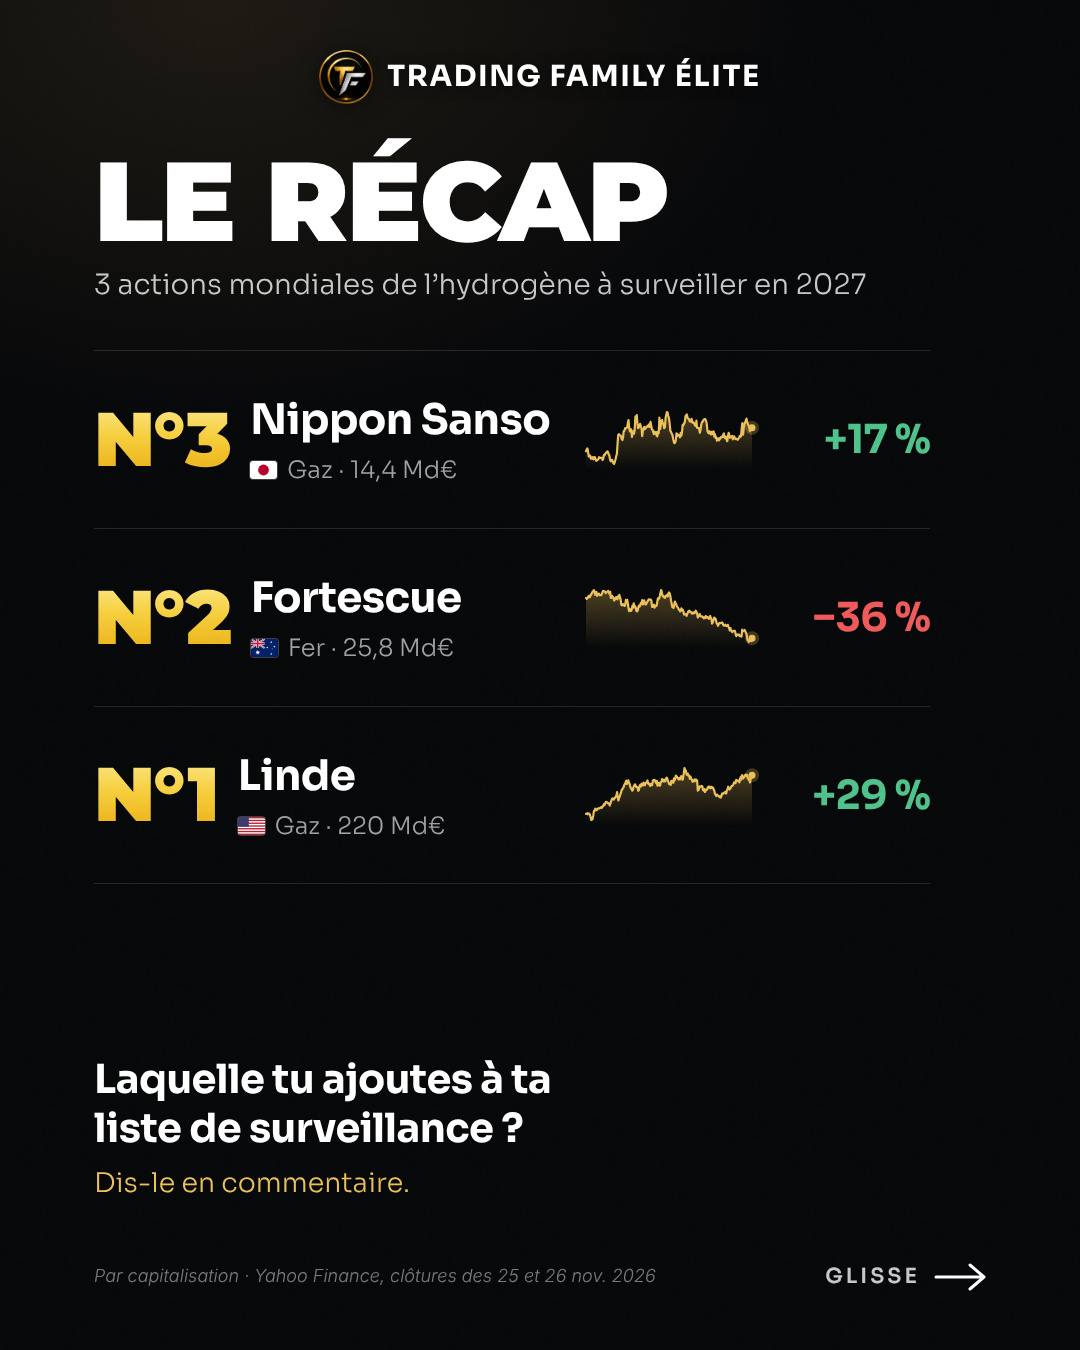 TF TRADING FAMILY ÉLITE
LE RÉCAP
3 actions mondiales de l’hydrogène à surveiller en 2027
N°3 Nippon Sanso +17 %
Gaz · 14,4 Md€
N°2 Fortescue −36 %
Fer · 25,8 Md€
N°1 Linde +29 %
Gaz · 220 Md€
Laquelle tu ajoutes à ta
liste de surveillance ?
Dis-le en commentaire.
Par capitalisation · Yahoo Finance, clôtures des 25 et 26 nov. 2026
GLISSE